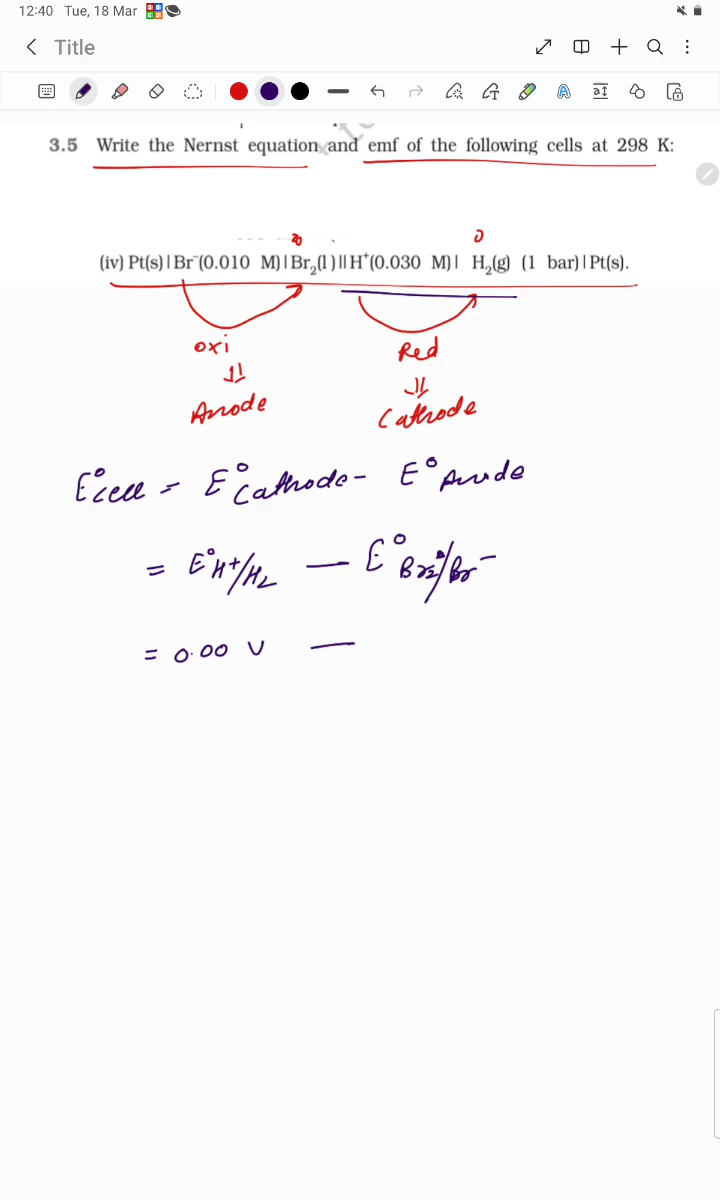 12:40 Tue, 18 Mar
Title
3.5 Write the Nernst equation and emf of the following cells at 298 K:
(iv) Pt(s)|Br⁻(0.010 M)|Br₂(l)||H⁺(0.030 M)| H₂(g) (1 bar)|Pt(s).
oxi
Red
Anode
Cathode
E°cell = E°Cathode - E°Anode
= E°H+/H₂ — E°Br₂/Br⁻
= 0.00 V —